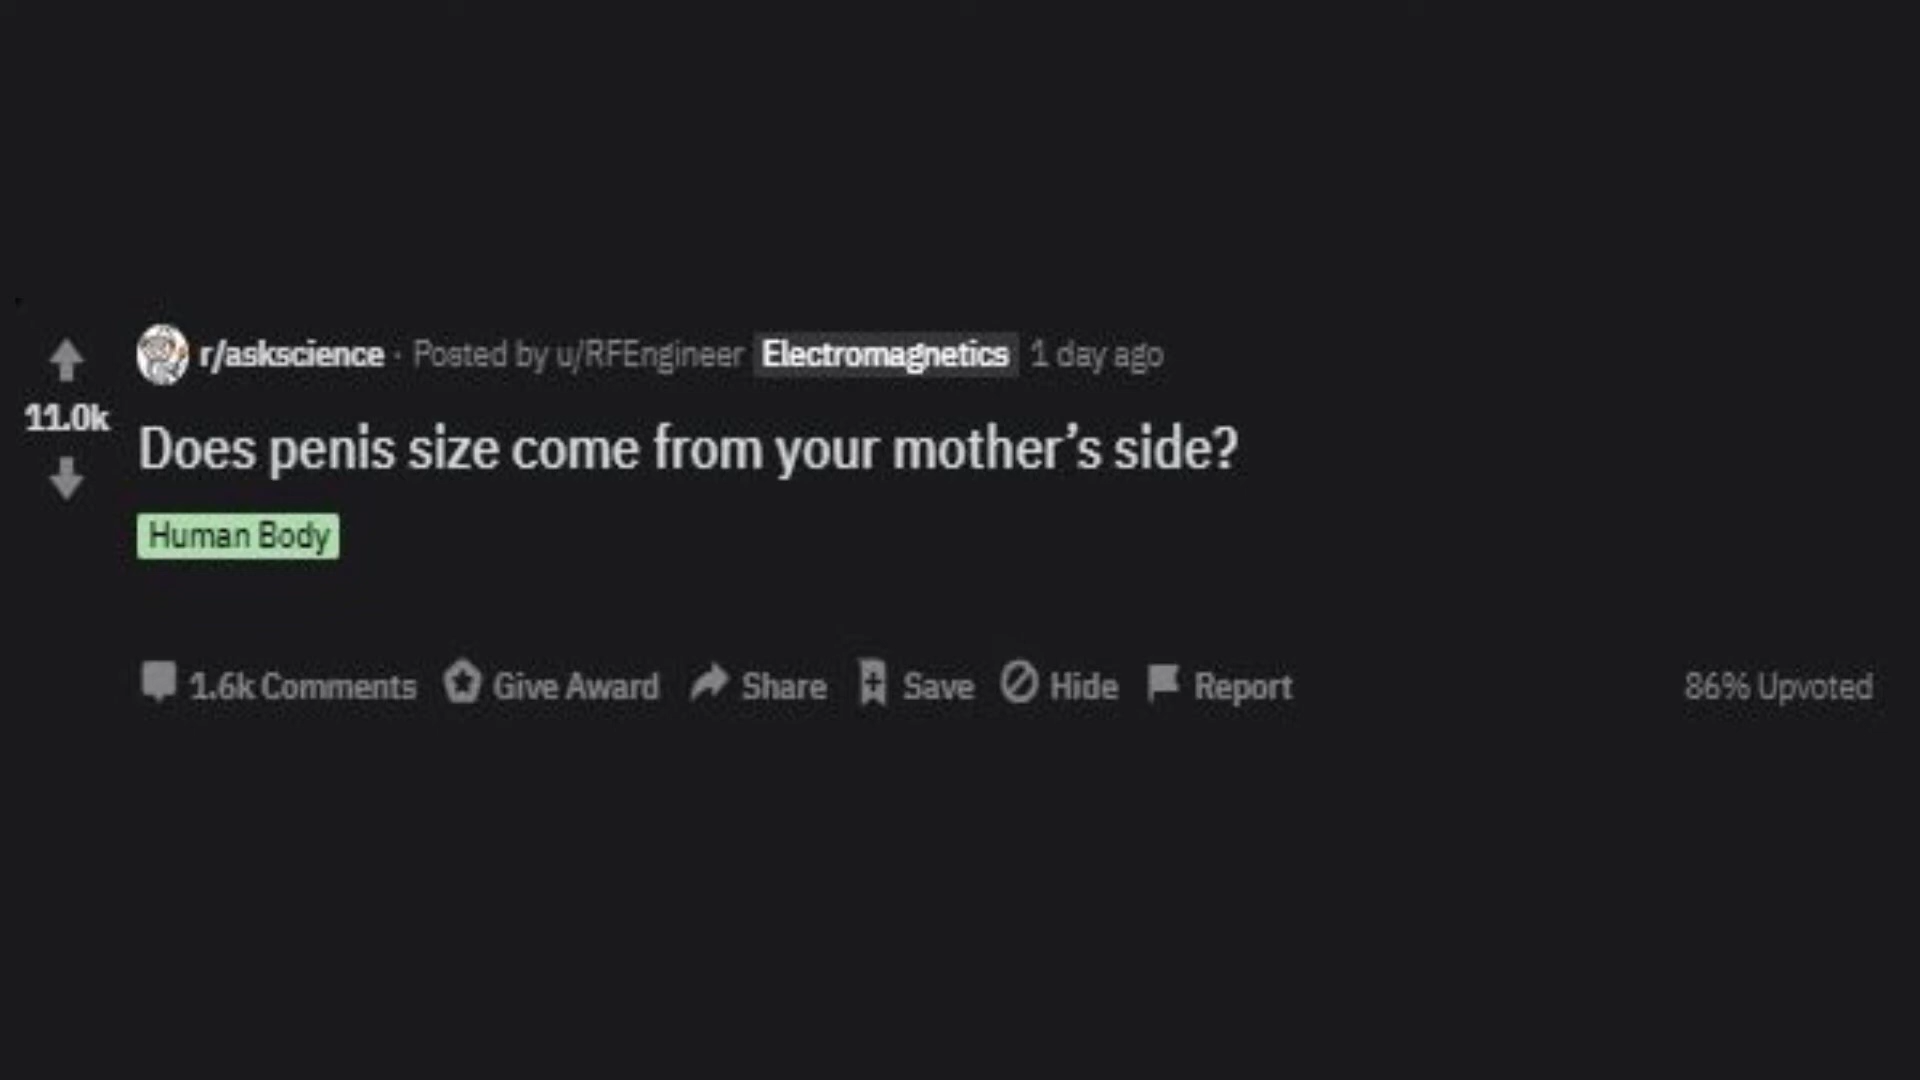 r/askscience · Posted by u/RFEngineer Electromagnetics 1 day ago
11.0k
Does penis size come from your mother’s side?
Human Body
1.6k Comments Give Award Share Save Hide Report 86% Upvoted